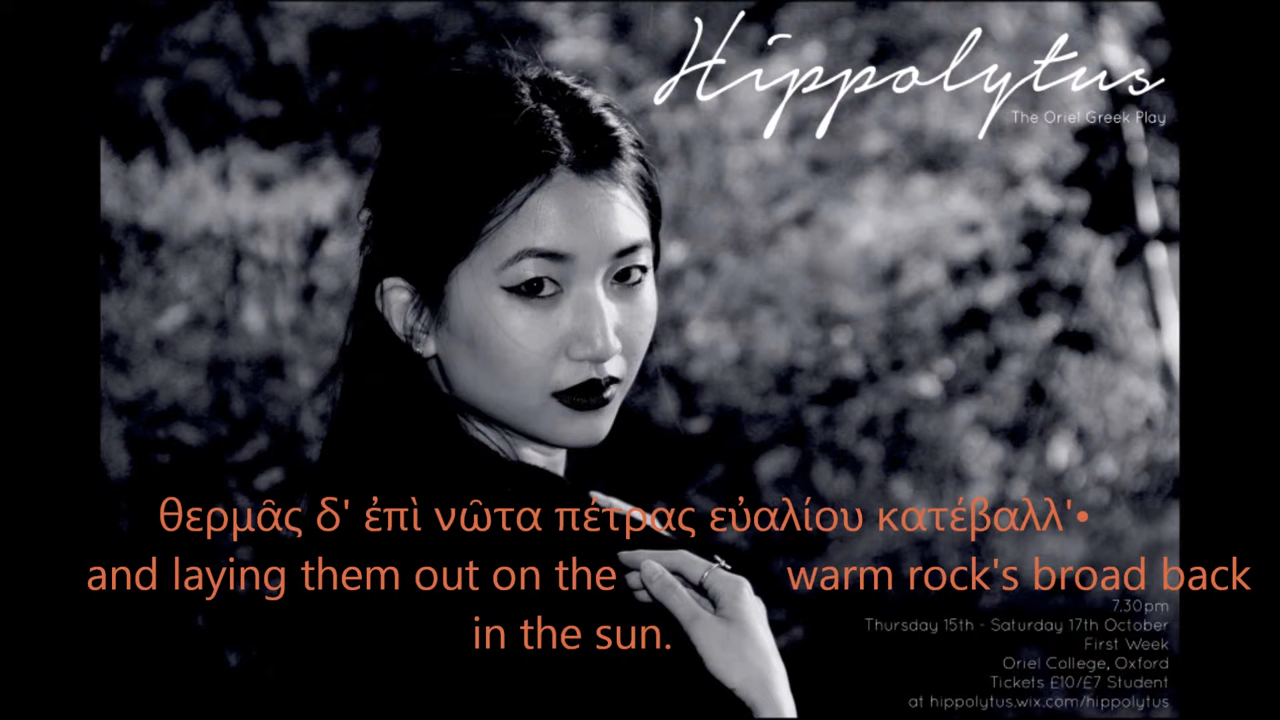 Hippolytus
The Oriel Greek Play
θερμᾶς δ' ἐπὶ νῶτα πέτρας εὐαλίου κατέβαλλ'•
and laying them out on the warm rock's broad back
in the sun.
7.30pm
Thursday 15th - Saturday 17th October
First Week
Oriel College, Oxford
Tickets £10/£7 Student
at hippolytus.wix.com/hippolytus